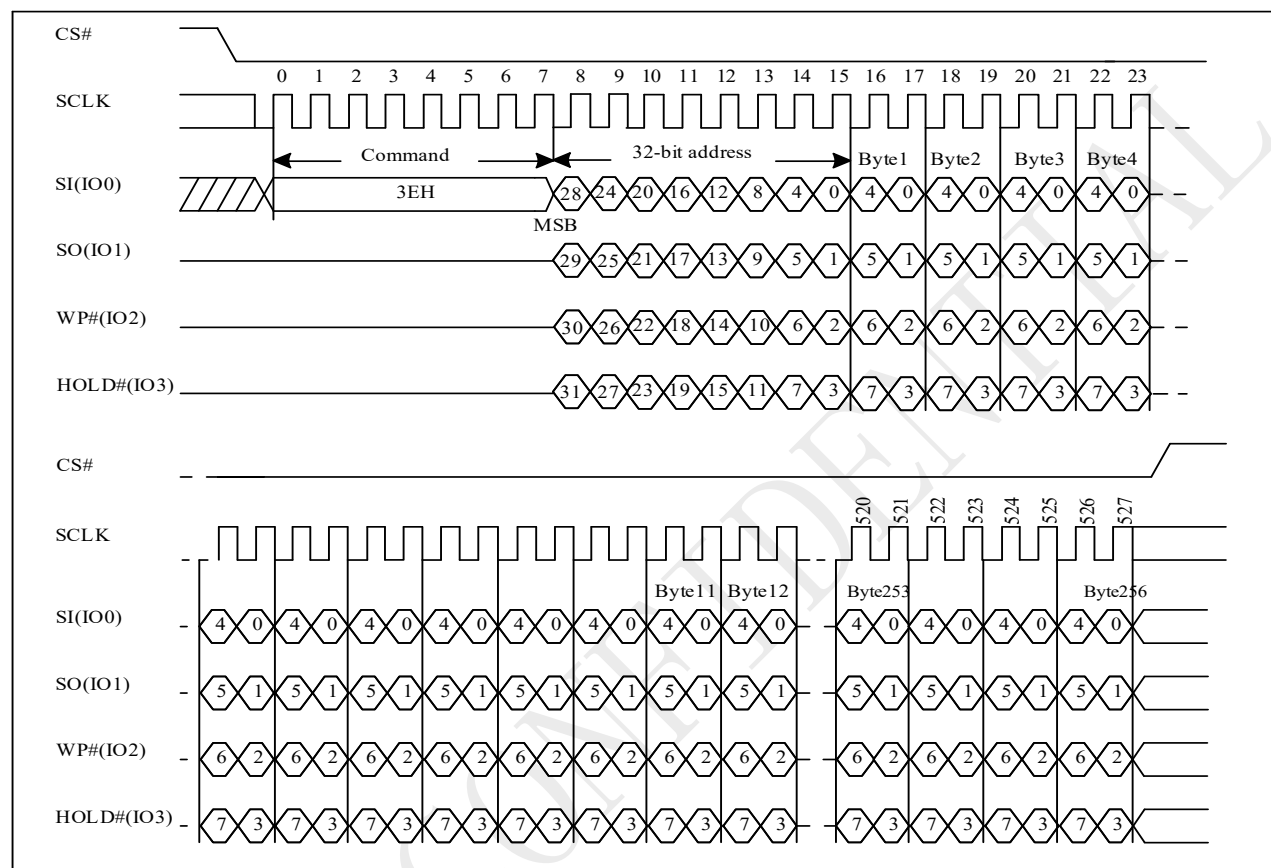 CS#
0 1 2 3 4 5 6 7 8 9 10 11 12 13 14 15 16 17 18 19 20 21 22 23
SCLK
Command 32-bit address Byte1 Byte2 Byte3 Byte4
SI(IO0) 3EH 28 24 20 16 12 8 4 0 4 0 4 0 4 0 4 0
MSB
SO(IO1) 29 25 21 17 13 9 5 1 5 1 5 1 5 1 5 1
WP#(IO2) 30 26 22 18 14 10 6 2 6 2 6 2 6 2 6 2
HOLD#(IO3) 31 27 23 19 15 11 7 3 7 3 7 3 7 3 7 3
CS#
520 521 522 523 524 525 526 527
SCLK
Byte11 Byte12 Byte253 Byte256
SI(IO0) 4 0 4 0 4 0 4 0 4 0 4 0 4 0 4 0 4 0 4 0 4 0 4 0
SO(IO1) 5 1 5 1 5 1 5 1 5 1 5 1 5 1 5 1 5 1 5 1 5 1 5 1
WP#(IO2) 6 2 6 2 6 2 6 2 6 2 6 2 6 2 6 2 6 2 6 2 6 2 6 2
HOLD#(IO3) 7 3 7 3 7 3 7 3 7 3 7 3 7 3 7 3 7 3 7 3 7 3 7 3
CONFIDENTIAL